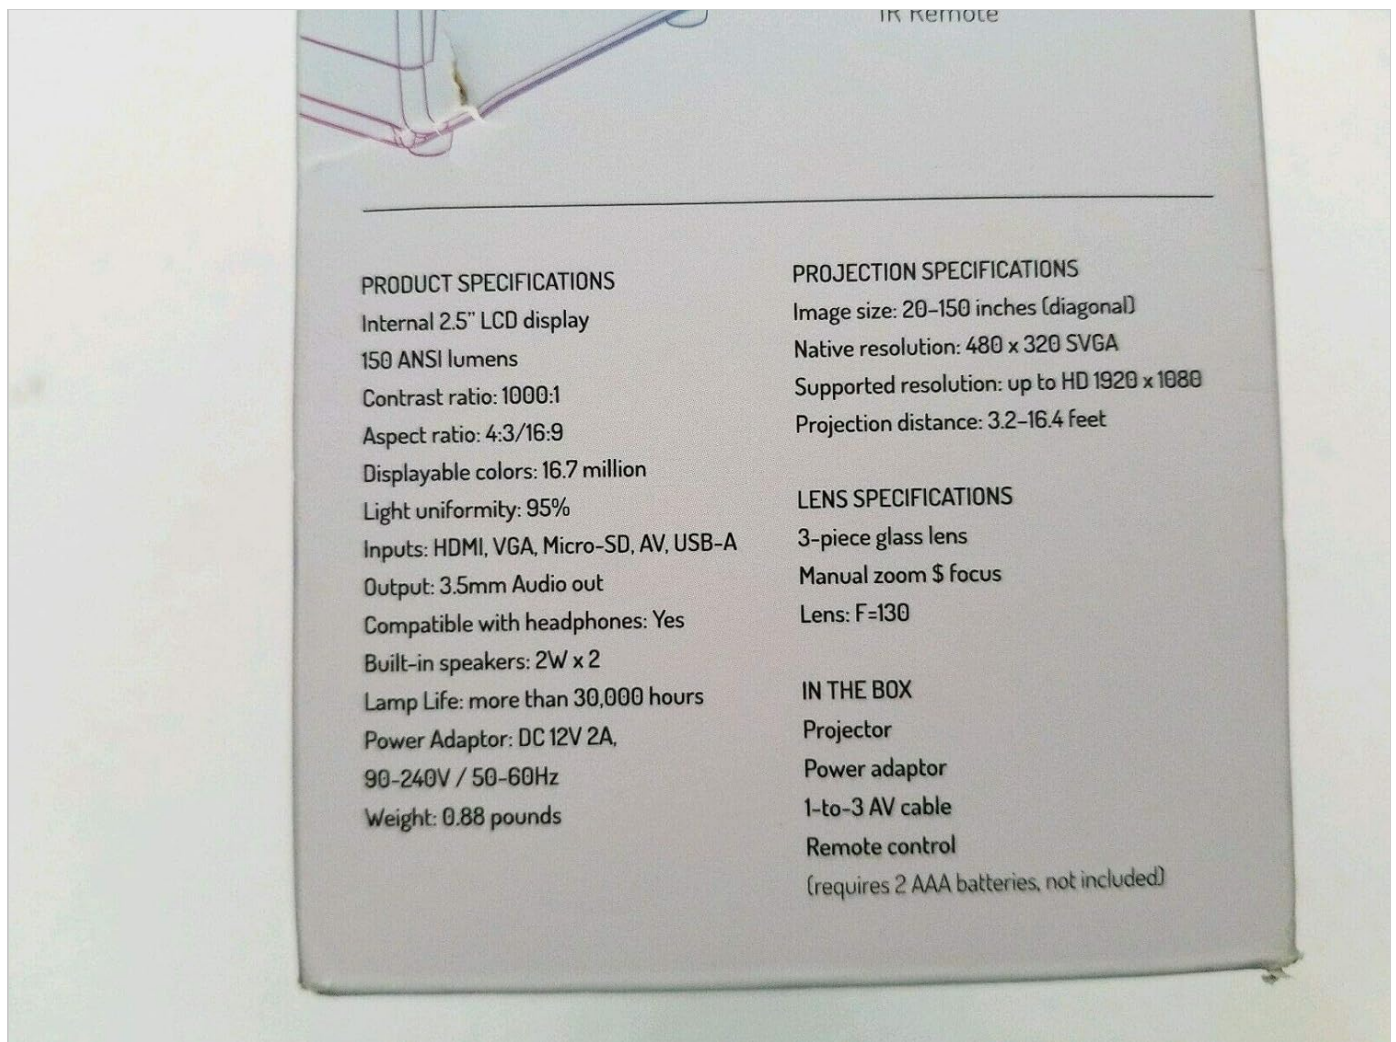 IR Remote
PRODUCT SPECIFICATIONS
Internal 2.5” LCD display
150 ANSI lumens
Contrast ratio: 1000:1
Aspect ratio: 4:3/16:9
Displayable colors: 16.7 million
Light uniformity: 95%
Inputs: HDMI, VGA, Micro-SD, AV, USB-A
Output: 3.5mm Audio out
Compatible with headphones: Yes
Built-in speakers: 2W x 2
Lamp Life: more than 30,000 hours
Power Adaptor: DC 12V 2A,
90-240V / 50-60Hz
Weight: 0.88 pounds
PROJECTION SPECIFICATIONS
Image size: 20-150 inches (diagonal)
Native resolution: 480 x 320 SVGA
Supported resolution: up to HD 1920 x 1080
Projection distance: 3.2-16.4 feet
LENS SPECIFICATIONS
3-piece glass lens
Manual zoom $ focus
Lens: F=130
IN THE BOX
Projector
Power adaptor
1-to-3 AV cable
Remote control
(requires 2 AAA batteries, not included)